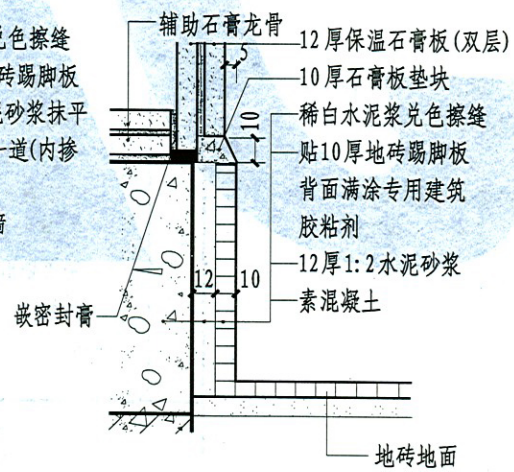 兑色擦缝
砖踢脚板
砂浆抹平
一道(内掺
辅助石膏龙骨
12厚保温石膏板(双层)
5
10厚石膏板垫块
10
稀白水泥浆兑色擦缝
贴10厚地砖踢脚板
背面满涂专用建筑
胶粘剂
12厚1:2水泥砂浆
12
10
素混凝土
嵌密封膏
地砖地面